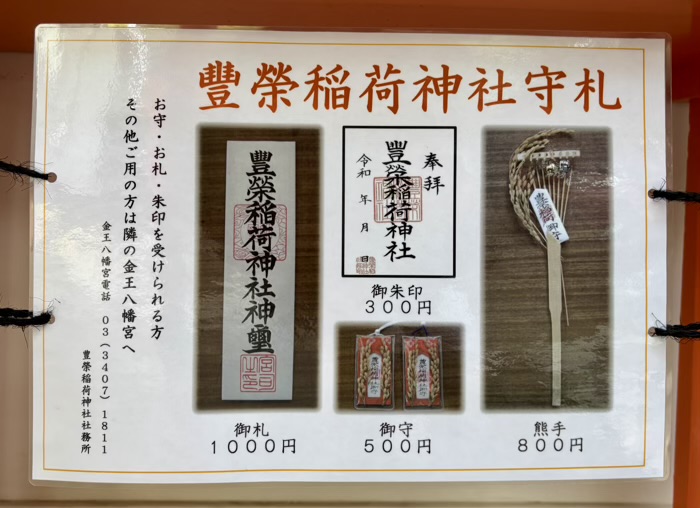 豐榮稲荷神社守札
お守・お札・朱印を受けられる方
その他ご用の方は隣の金王八幡宮へ
金王八幡宮電話 03(3407)1811
豊榮稲荷神社社務所
豐榮稲荷神社神璽
御札
1000円
奉拝
豐榮稲荷神社
令和 年 月 日
御朱印
300円
御守
500円
熊手
800円